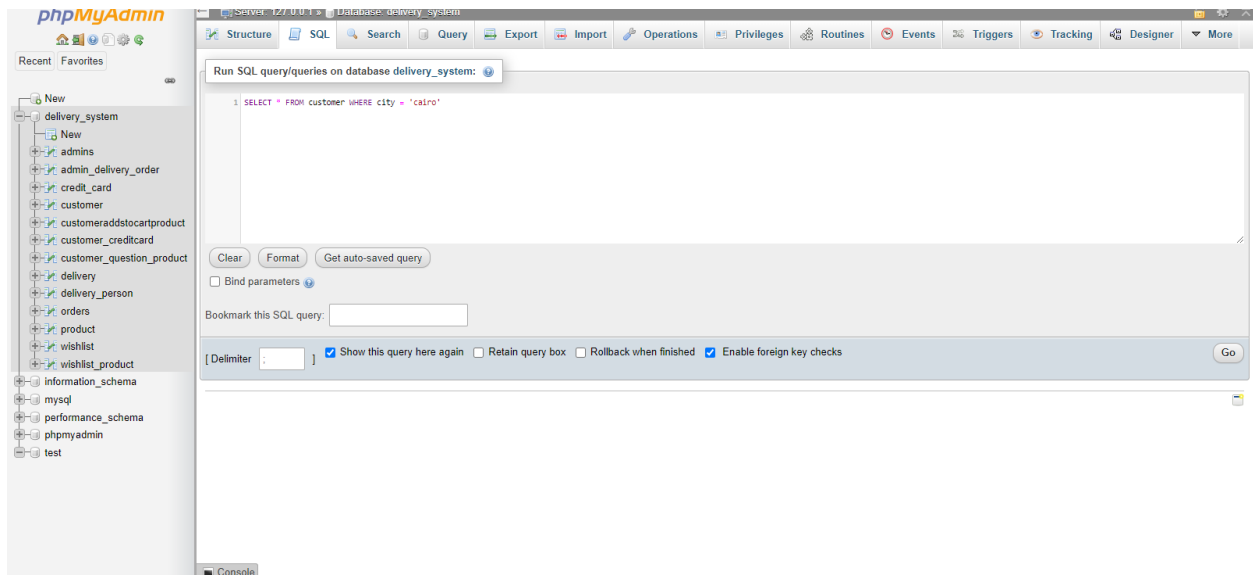 phpMyAdmin
Server: 127.0.0.1 » Database: delivery_system
Structure SQL Search Query Export Import Operations Privileges Routines Events Triggers Tracking Designer More
Recent Favorites
New
delivery_system
New
admins
admin_delivery_order
credit_card
customer
customeraddstocartproduct
customer_creditcard
customer_question_product
delivery
delivery_person
orders
product
wishlist
wishlist_product
information_schema
mysql
performance_schema
phpmyadmin
test
Run SQL query/queries on database delivery_system:
1 SELECT * FROM customer WHERE city = 'cairo'
Clear Format Get auto-saved query
Bind parameters
Bookmark this SQL query:
[ Delimiter ; ] Show this query here again Retain query box Rollback when finished Enable foreign key checks Go
Console